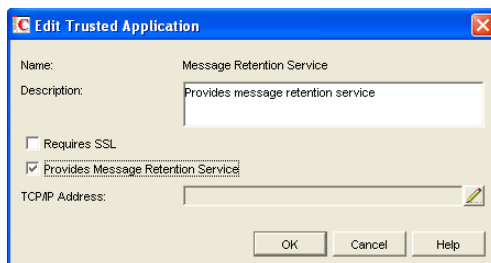 Edit Trusted Application
Name: Message Retention Service
Description: Provides message retention service
Requires SSL
Provides Message Retention Service
TCP/IP Address:
OK Cancel Help